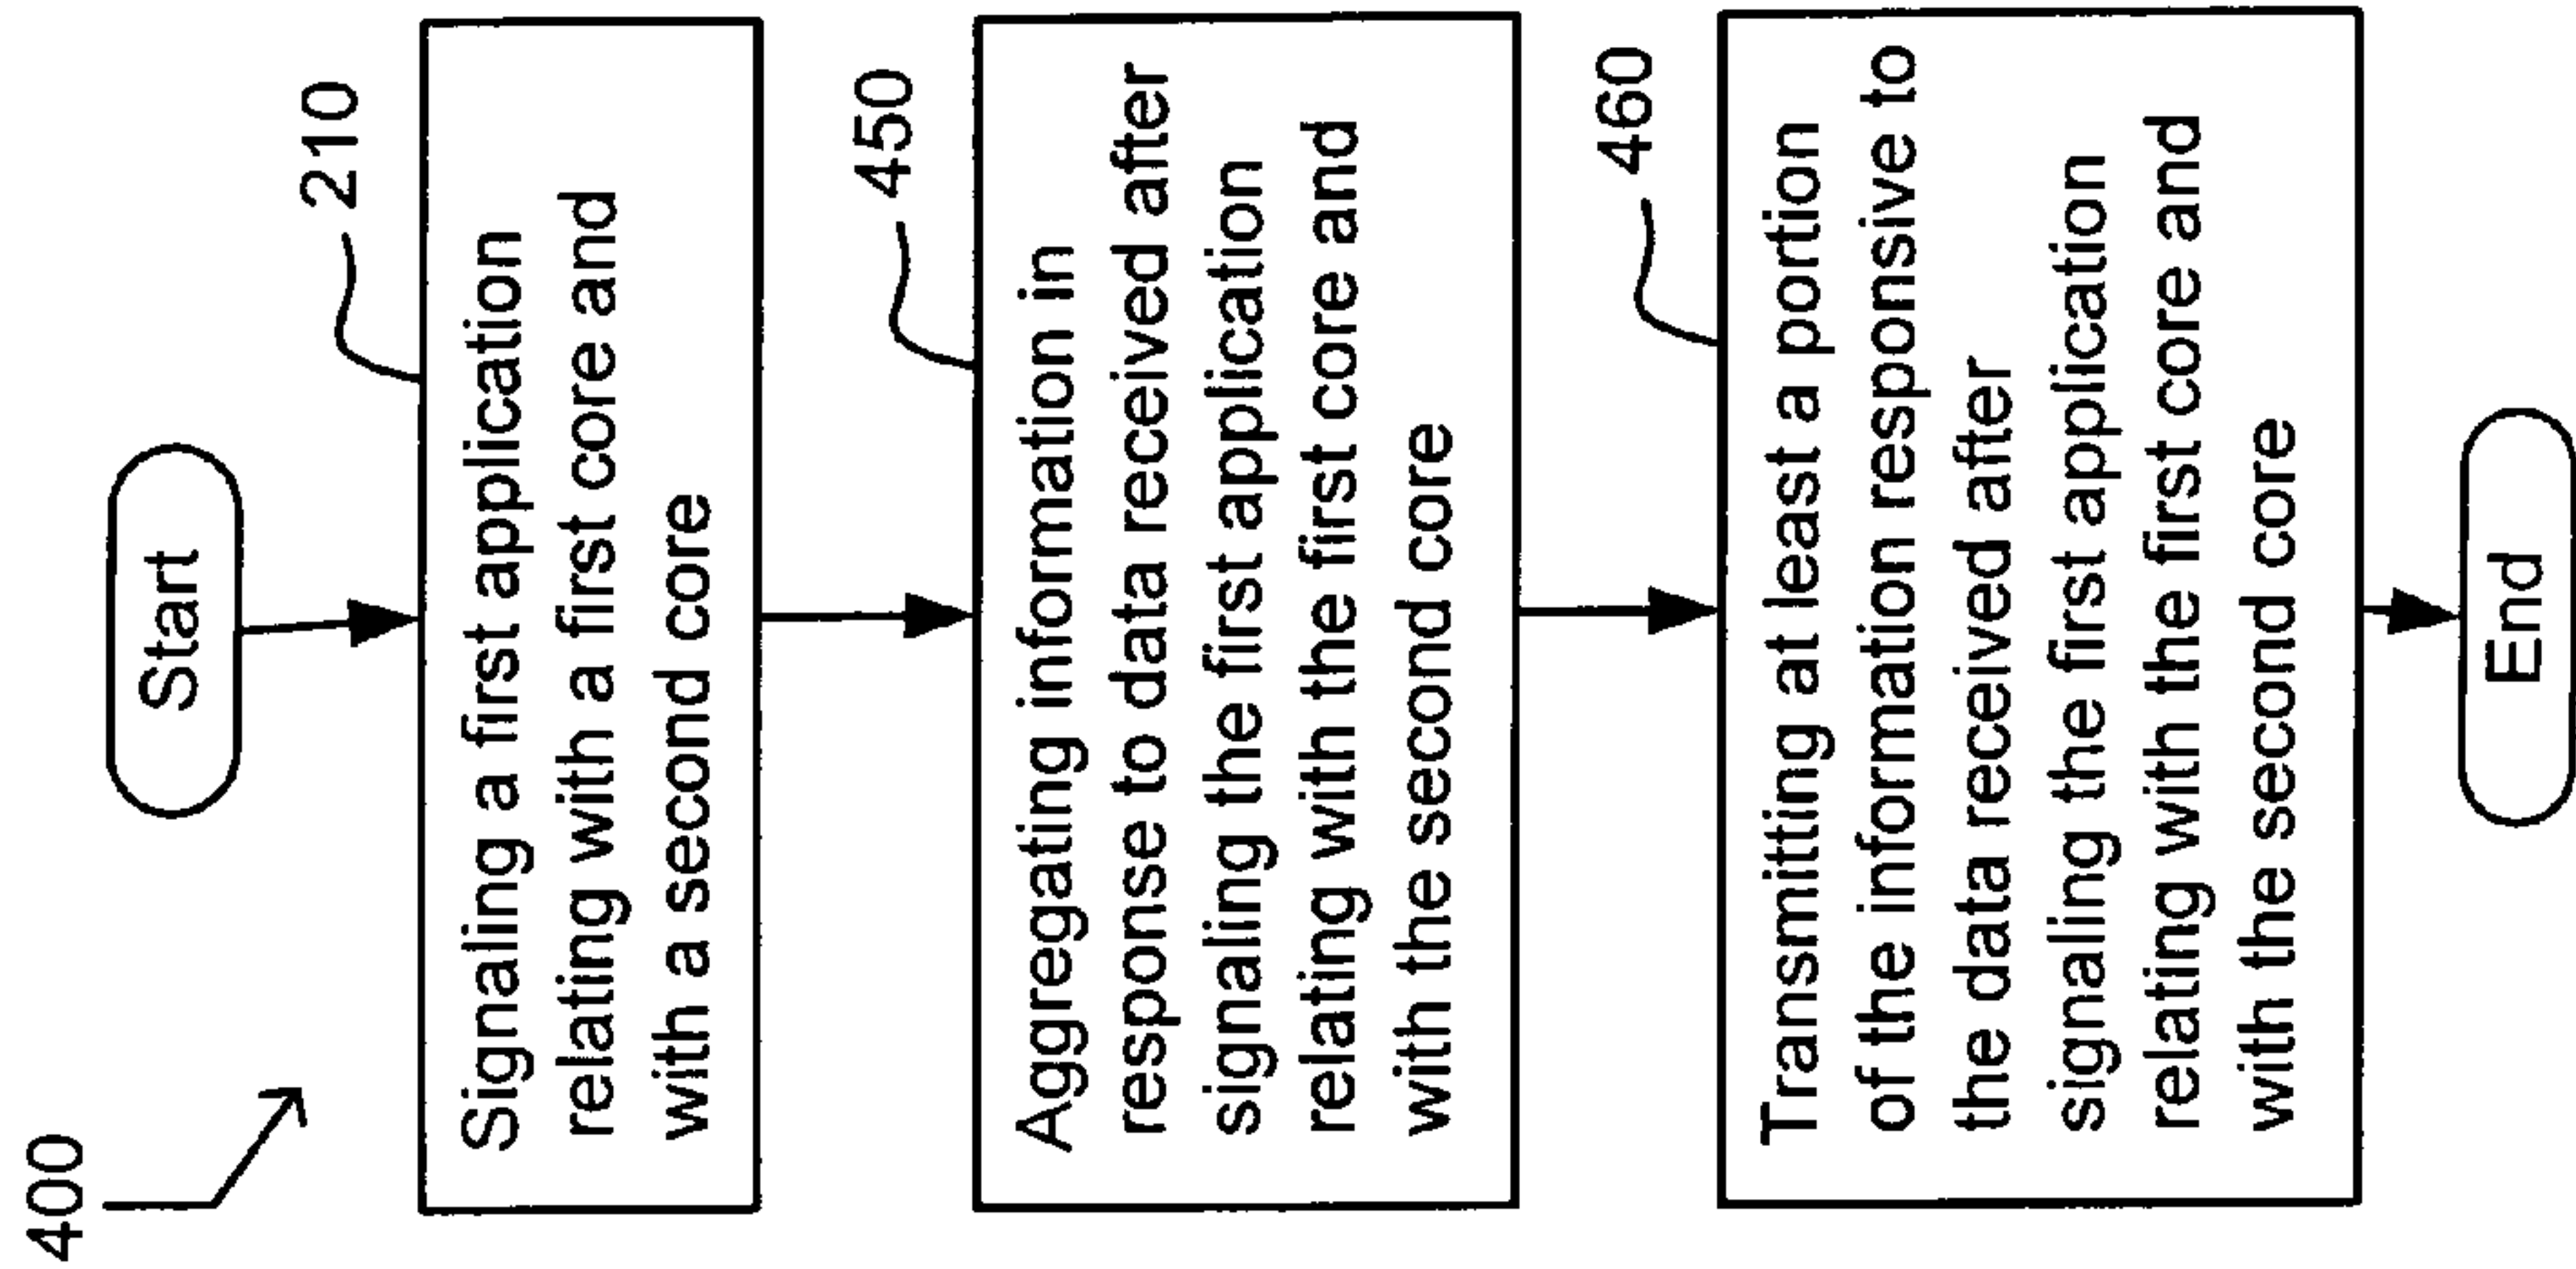 400
Start
210
Signaling a first application
relating with a first core and
with a second core
450
Aggregating information in
response to data received after
signaling the first application
relating with the first core and
with the second core
460
Transmitting at least a portion
of the information responsive to
the data received after
signaling the first application
relating with the first core and
with the second core
End